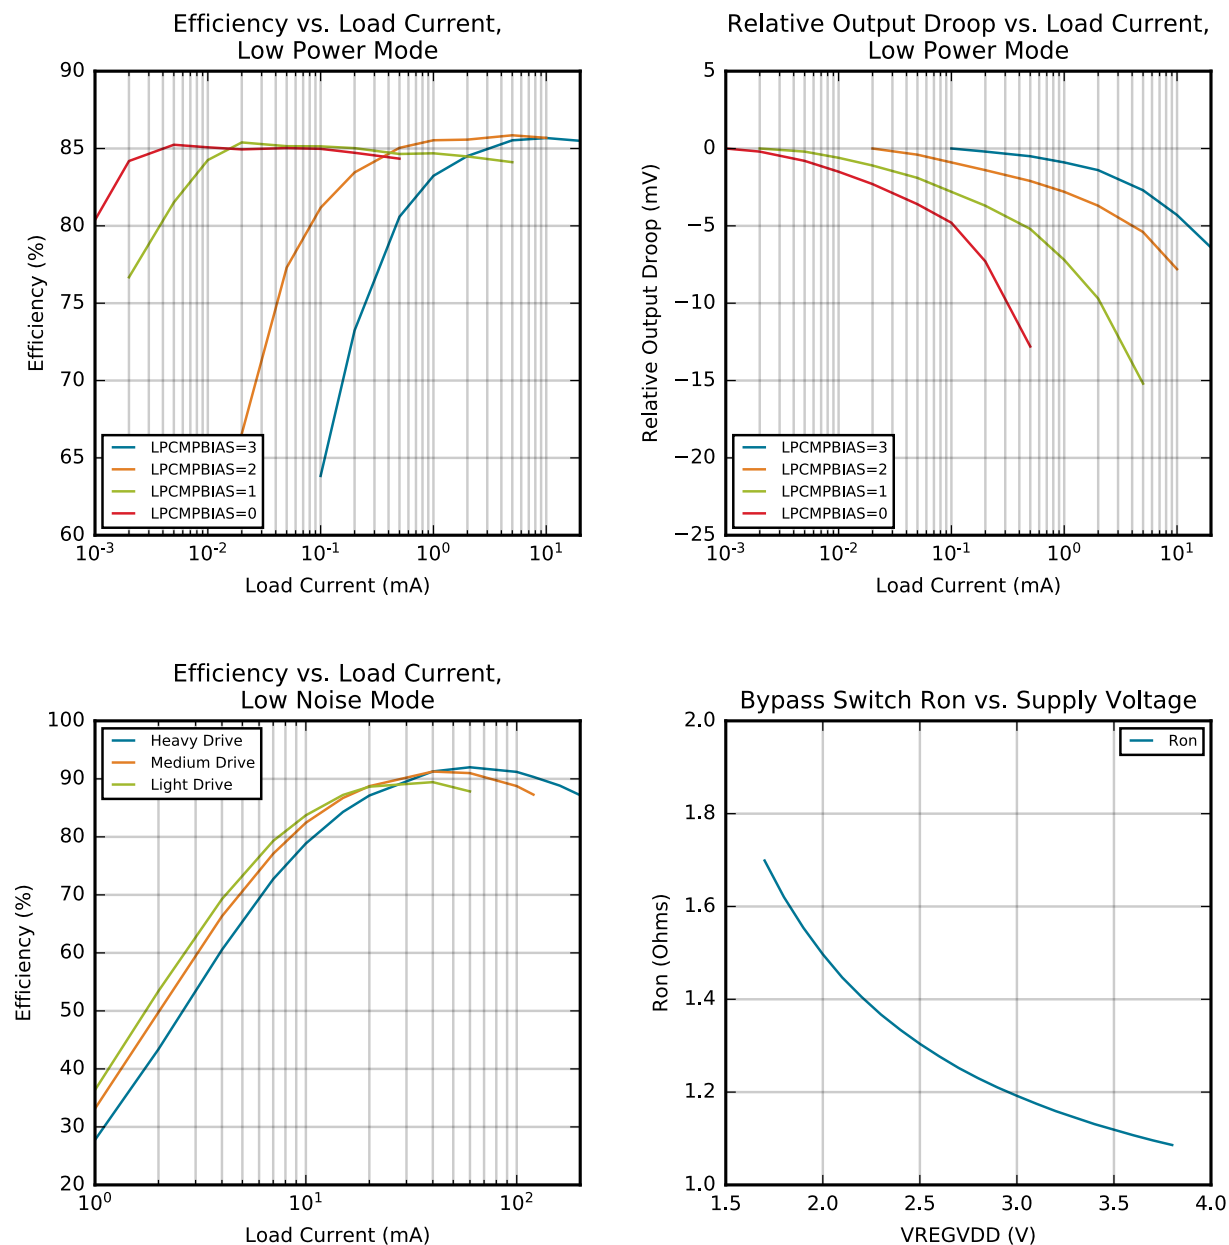 Efficiency vs. Load Current,
Low Power Mode
90
85
80
75
70
65
60
Efficiency (%)
LPCMPBIAS=3
LPCMPBIAS=2
LPCMPBIAS=1
LPCMPBIAS=0
10⁻³ 10⁻² 10⁻¹ 10⁰ 10¹
Load Current (mA)
Relative Output Droop vs. Load Current,
Low Power Mode
5
0
−5
−10
−15
−20
−25
Relative Output Droop (mV)
LPCMPBIAS=3
LPCMPBIAS=2
LPCMPBIAS=1
LPCMPBIAS=0
10⁻³ 10⁻² 10⁻¹ 10⁰ 10¹
Load Current (mA)
Efficiency vs. Load Current,
Low Noise Mode
100
90
80
70
60
50
40
30
20
Efficiency (%)
Heavy Drive
Medium Drive
Light Drive
10⁰ 10¹ 10²
Load Current (mA)
Bypass Switch Ron vs. Supply Voltage
2.0
1.8
1.6
1.4
1.2
1.0
Ron (Ohms)
Ron
1.5 2.0 2.5 3.0 3.5 4.0
VREGVDD (V)